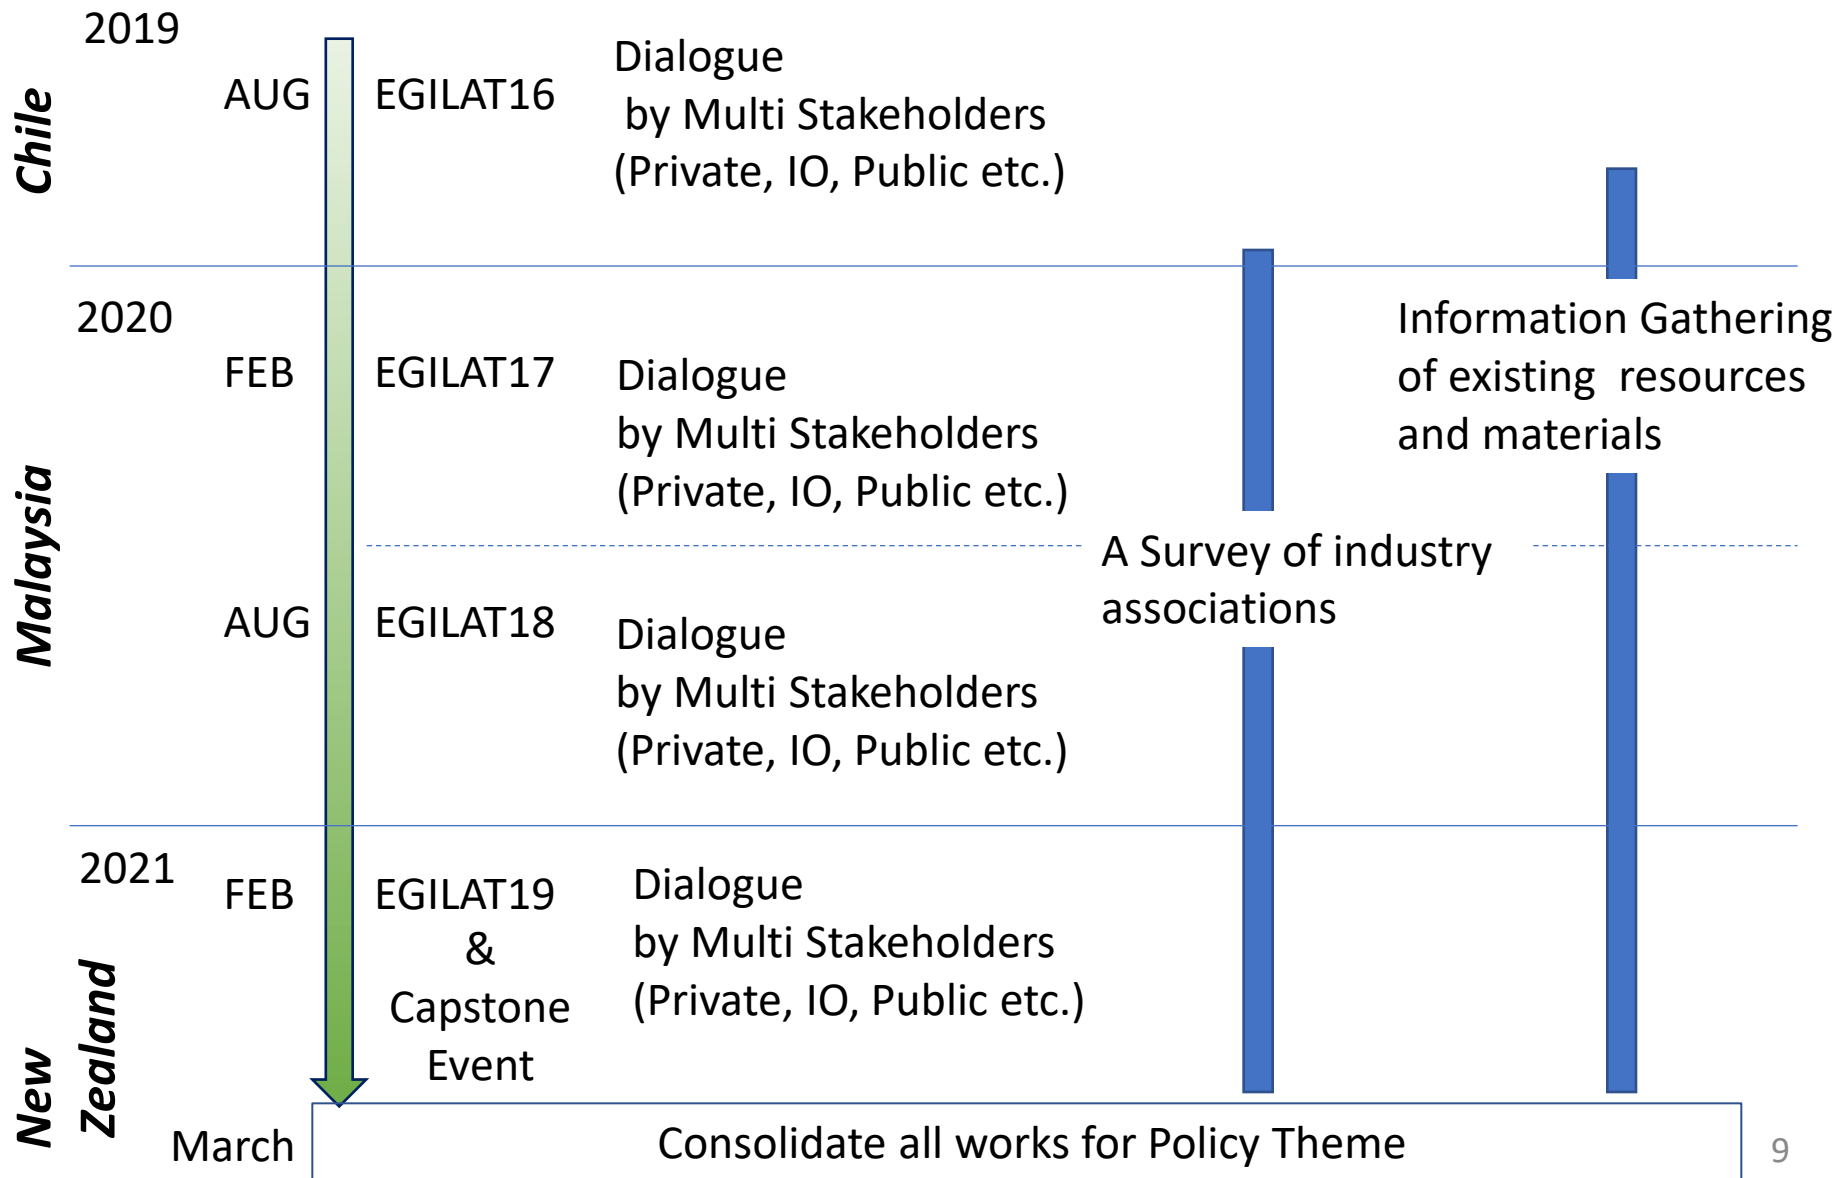 2019
Chile
AUG
EGILAT16
Dialogue
by Multi Stakeholders
(Private, IO, Public etc.)
2020
Malaysia
FEB
EGILAT17
Dialogue
by Multi Stakeholders
(Private, IO, Public etc.)
Information Gathering
of existing  resources
and materials
A Survey of industry
associations
AUG
EGILAT18
Dialogue
by Multi Stakeholders
(Private, IO, Public etc.)
2021
New
Zealand
FEB
EGILAT19
&
Capstone
Event
Dialogue
by Multi Stakeholders
(Private, IO, Public etc.)
March
Consolidate all works for Policy Theme
9